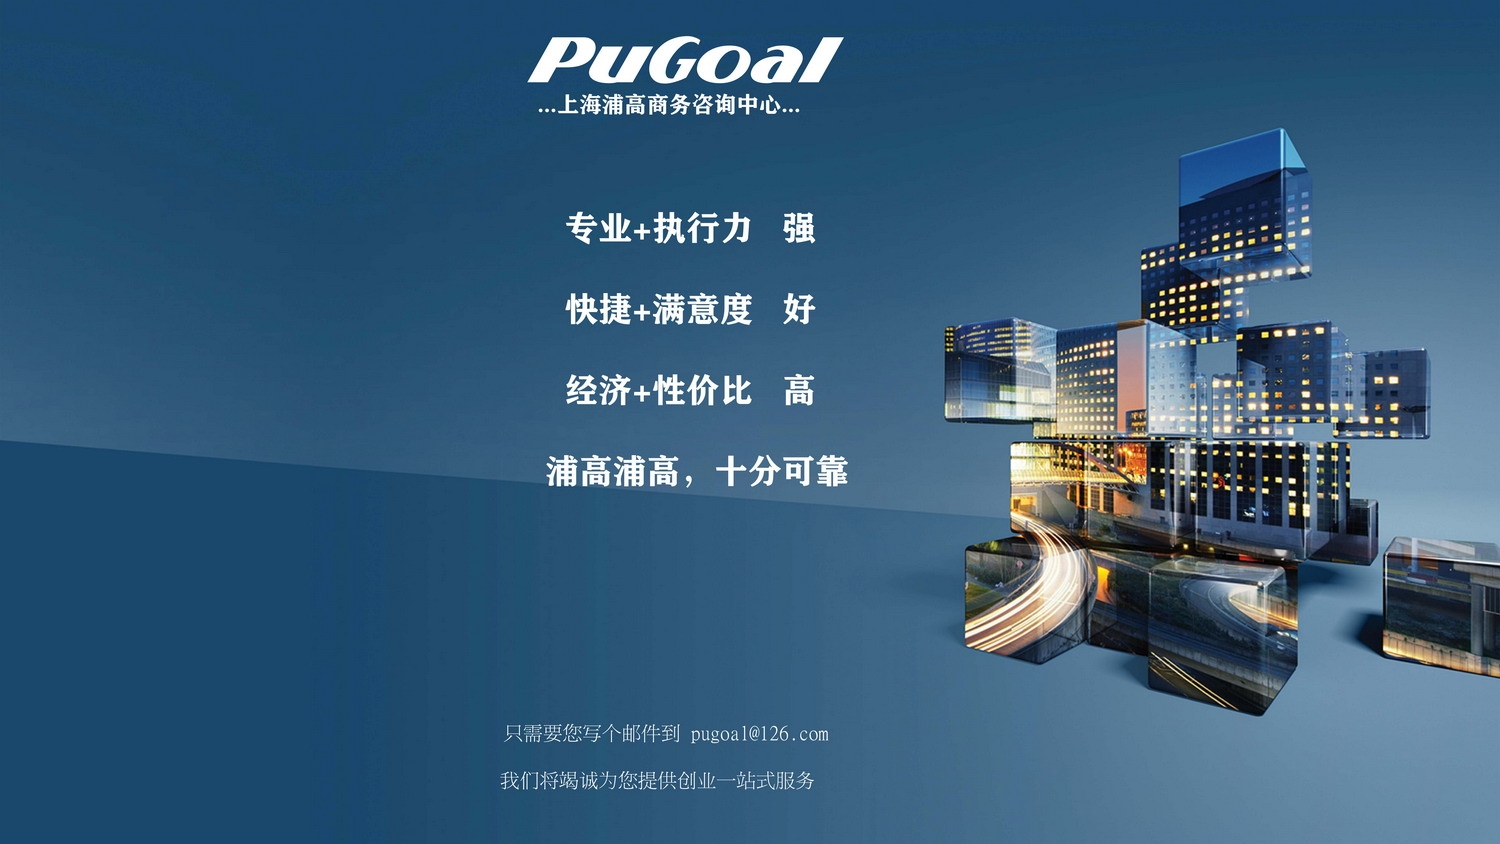 PuGoal
...上海浦高商务咨询中心...
专业+执行力 强
快捷+满意度 好
经济+性价比 高
浦高浦高，十分可靠
只需要您写个邮件到 pugoal@126.com
我们将竭诚为您提供创业一站式服务